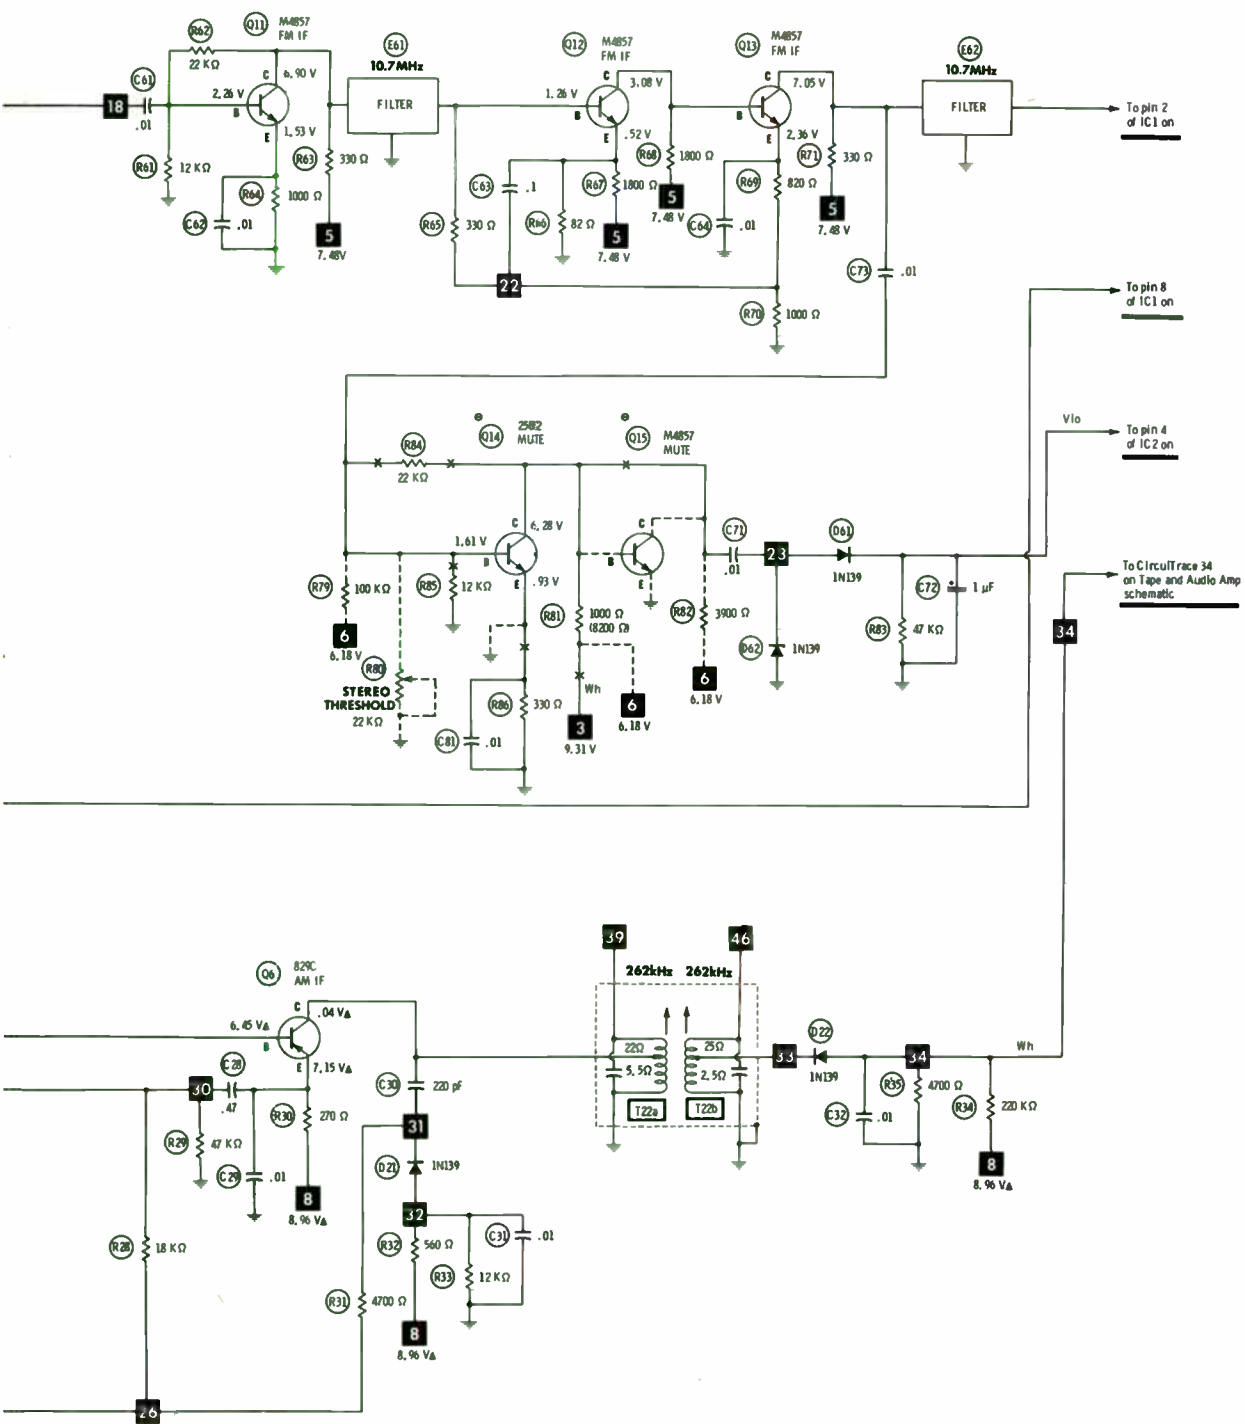 R62
22 KΩ
Q11
M4857
FM IF
E61
10.7MHz
FILTER
Q12
M4857
FM IF
Q13
M4857
FM IF
E62
10.7MHz
FILTER
C61
.01
18
2.26 V
C
6.90 V
B
E
1.53 V
R61
12 KΩ
R64
1000 Ω
C62
.01
R63
330 Ω
5
7.48V
1.26 V
C
3.08 V
B
E
.52 V
C63
.1
R65
330 Ω
R66
82 Ω
R67
1800 Ω
5
7.48 V
R68
1800 Ω
5
7.48 V
22
C
7.05 V
B
E
2.36 V
R69
820 Ω
C64
.01
R70
1000 Ω
R71
330 Ω
5
7.48 V
C73
.01
To pin 2
of IC1 on
To pin 8
of IC1 on
Vio
To pin 4
of IC2 on
R84
22 KΩ
Q14
MUTE
Q15
M4857
MUTE
1.61 V
C
6.28 V
B
E
.93 V
R79
100 KΩ
6
6.18 V
R80
STEREO
THRESHOLD
22 KΩ
R85
12 KΩ
R81
1000 Ω
(8200 Ω)
Wh
3
9.31 V
6
6.18 V
R86
330 Ω
C81
.01
C
B
E
R82
3900 Ω
6
6.18 V
C71
.01
23
D61
1N139
D62
1N139
R83
47 KΩ
C72
1 µF
To CircuiTrace 34
on Tape and Audio Amp
schematic
34
Q6
829C
AM IF
6.45 V▲
C
.04 V▲
B
E
7.15 V▲
30
C28
.47
R29
47 KΩ
C29
.01
R30
270 Ω
8
8.96 V▲
R28
18 KΩ
26
C30
220 pF
31
D21
1N139
32
R32
560 Ω
8
8.96 V▲
R33
12 KΩ
C31
.01
R31
4700 Ω
39
46
262kHz
262kHz
22Ω
5.5Ω
25Ω
2.5Ω
T22a
T22b
33
D22
1N139
34
Wh
C32
.01
R35
4700 Ω
R34
220 KΩ
8
8.96 V▲